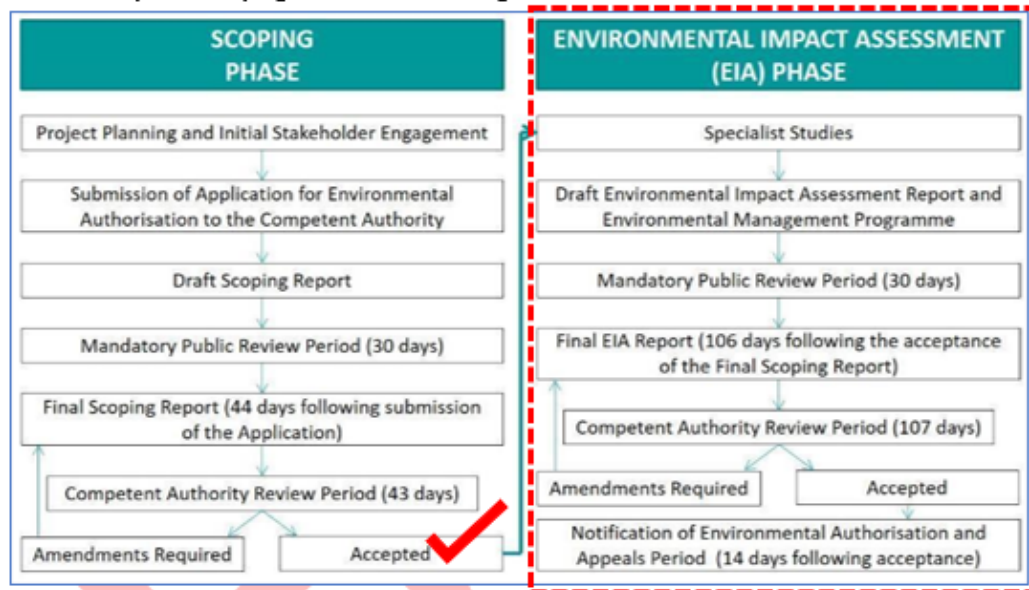 SCOPING
PHASE
Project Planning and Initial Stakeholder Engagement
Submission of Application for Environmental
Authorisation to the Competent Authority
Draft Scoping Report
Mandatory Public Review Period (30 days)
Final Scoping Report (44 days following submission
of the Application)
Competent Authority Review Period (43 days)
Amendments Required
Accepted
ENVIRONMENTAL IMPACT ASSESSMENT
(EIA) PHASE
Specialist Studies
Draft Environmental Impact Assessment Report and
Environmental Management Programme
Mandatory Public Review Period (30 days)
Final EIA Report (106 days following the acceptance
of the Final Scoping Report)
Competent Authority Review Period (107 days)
Amendments Required
Accepted
Notification of Environmental Authorisation and
Appeals Period (14 days following acceptance)